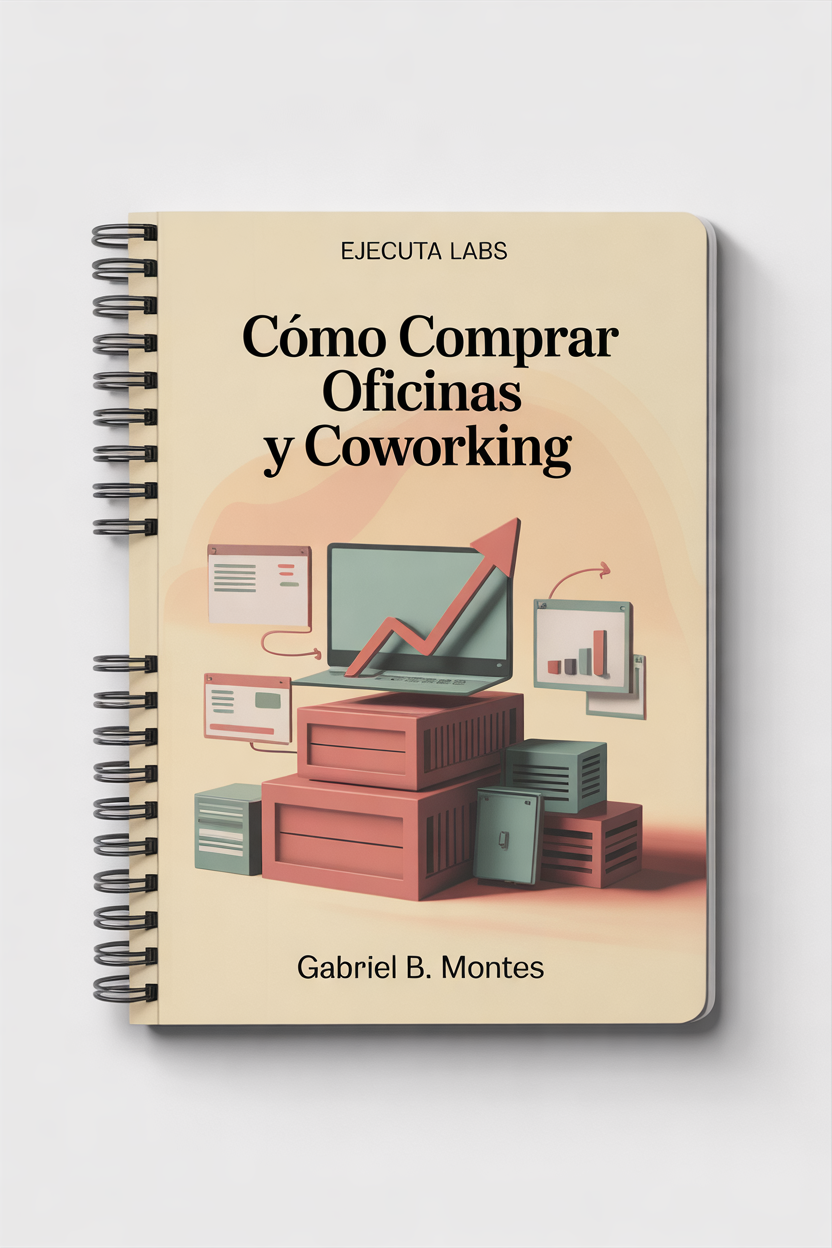 EJECUTA LABS
Cómo Comprar
Oficinas
y Coworking
Gabriel B. Montes